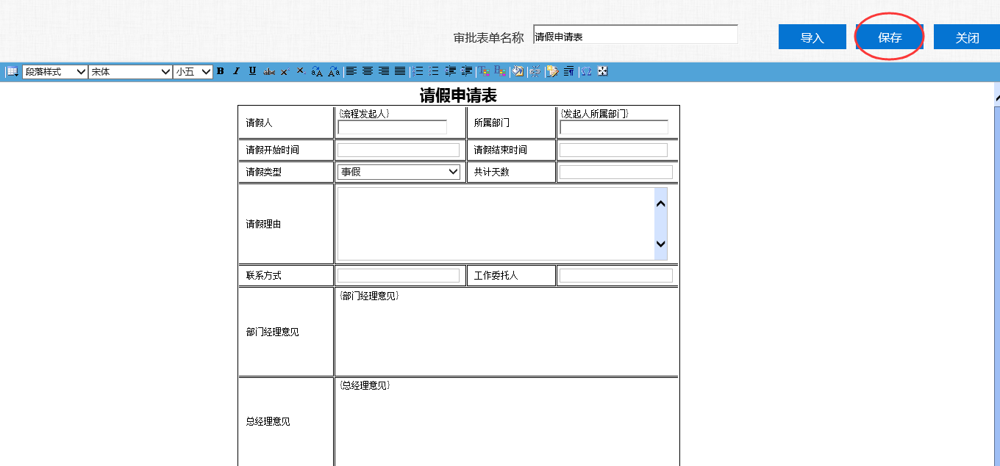 审批表单名称 请假申请表 导入 保存 关闭
段落样式 宋体 小五 B I U abc
请假申请表
请假人 {流程发起人} 所属部门 {发起人所属部门}
请假开始时间 请假结束时间
请假类型 事假 共计天数
请假理由
联系方式 工作委托人
{部门经理意见}
部门经理意见
{总经理意见}
总经理意见